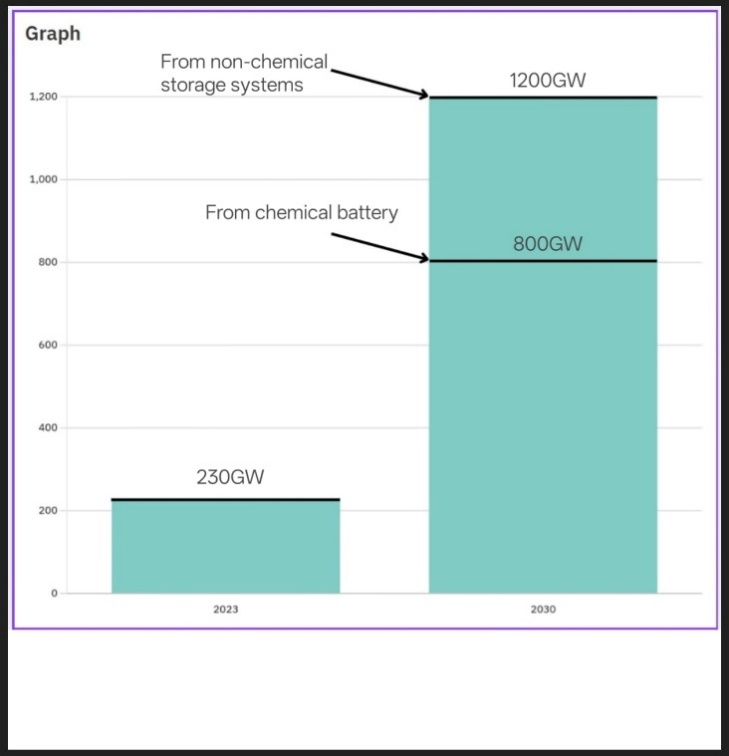 Graph
From non-chemical
storage systems
1200GW
1,200
1,000
From chemical battery
800GW
800
600
400
230GW
200
0
2023
2030